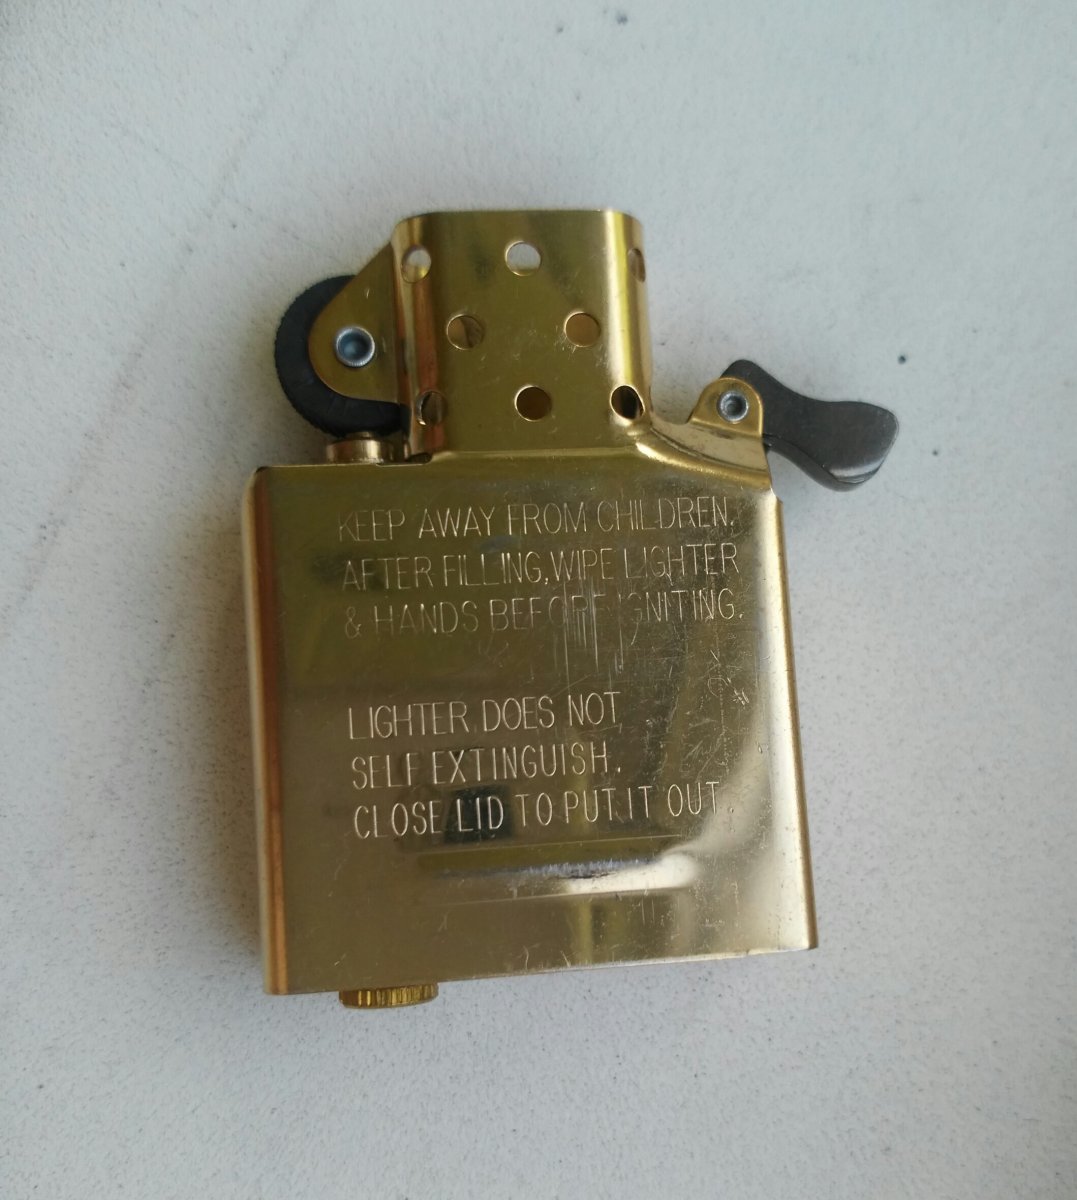 KEEP AWAY FROM CHILDREN.
AFTER FILLING, WIPE LIGHTER
& HANDS BEFORE IGNITING.
LIGHTER DOES NOT
SELF EXTINGUISH.
CLOSE LID TO PUT IT OUT.